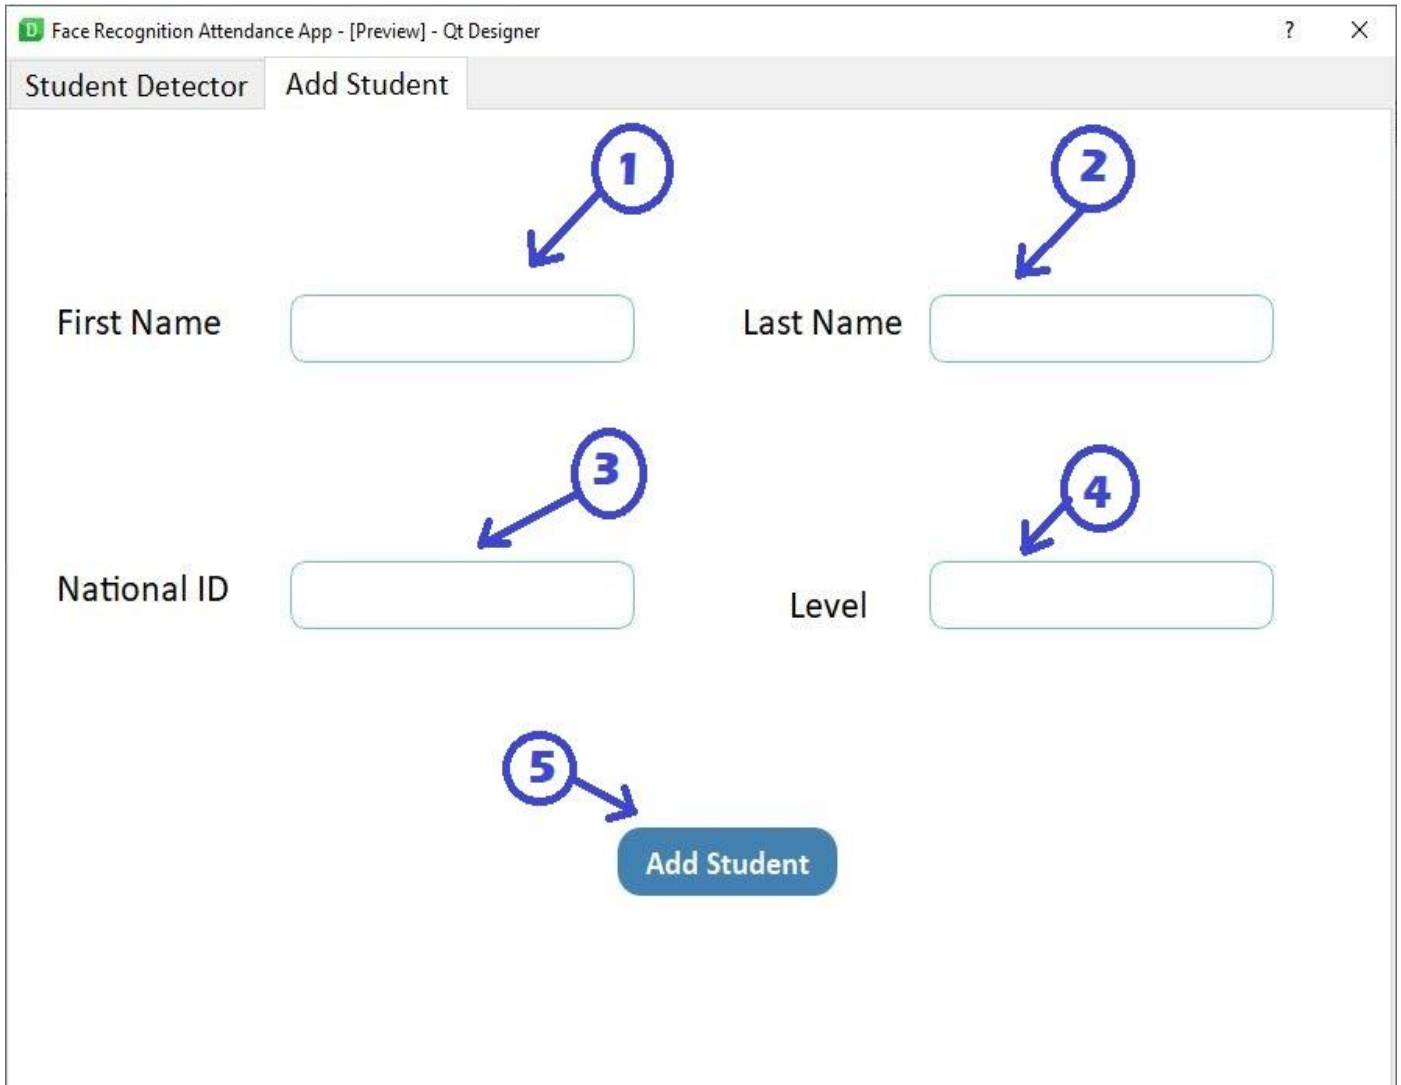 Face Recognition Attendance App - [Preview] - Qt Designer ?
Student Detector Add Student
1 2
First Name Last Name
3 4
National ID Level
5
Add Student